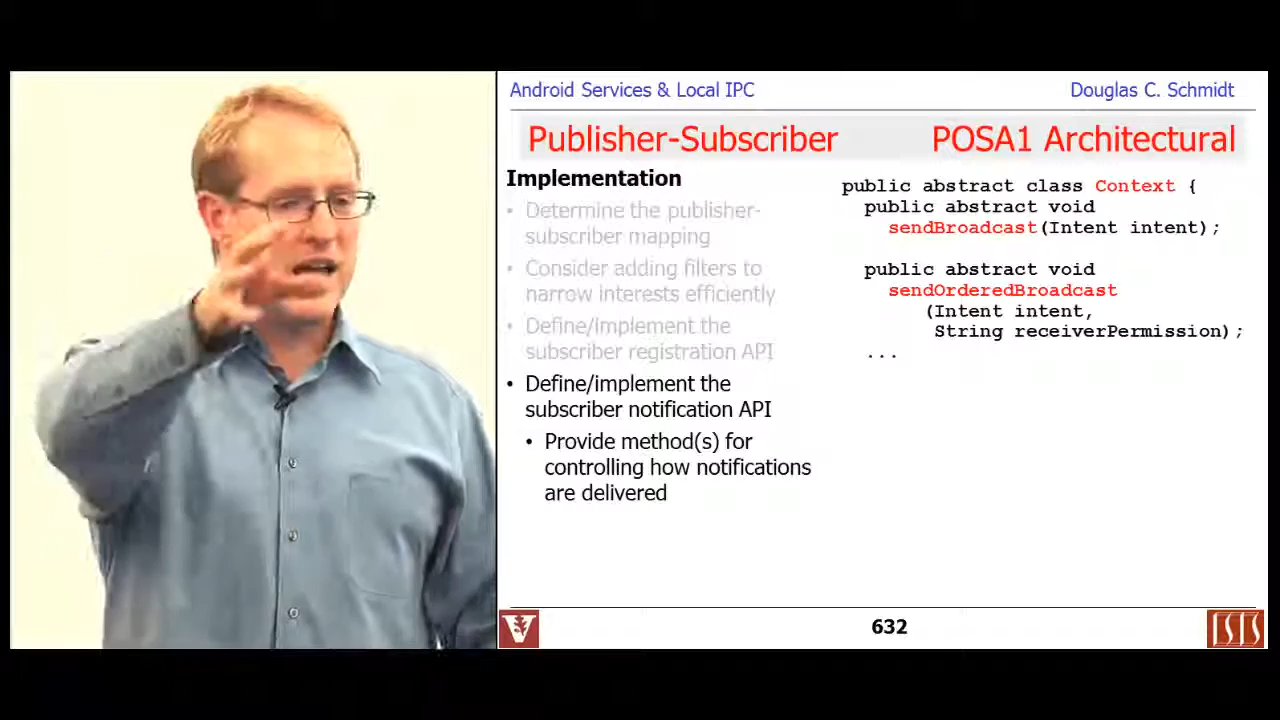 Android Services & Local IPC
Douglas C. Schmidt
Publisher-Subscriber
POSA1 Architectural
Implementation
• Determine the publisher-
subscriber mapping
• Consider adding filters to
narrow interests efficiently
• Define/Implement the
subscriber registration API
• Define/implement the
subscriber notification API
• Provide method(s) for
controlling how notifications
are delivered
public abstract class Context {
public abstract void
sendBroadcast(Intent intent);
public abstract void
sendOrderedBroadcast
(Intent intent,
String receiverPermission);
...
V
632
ISIS